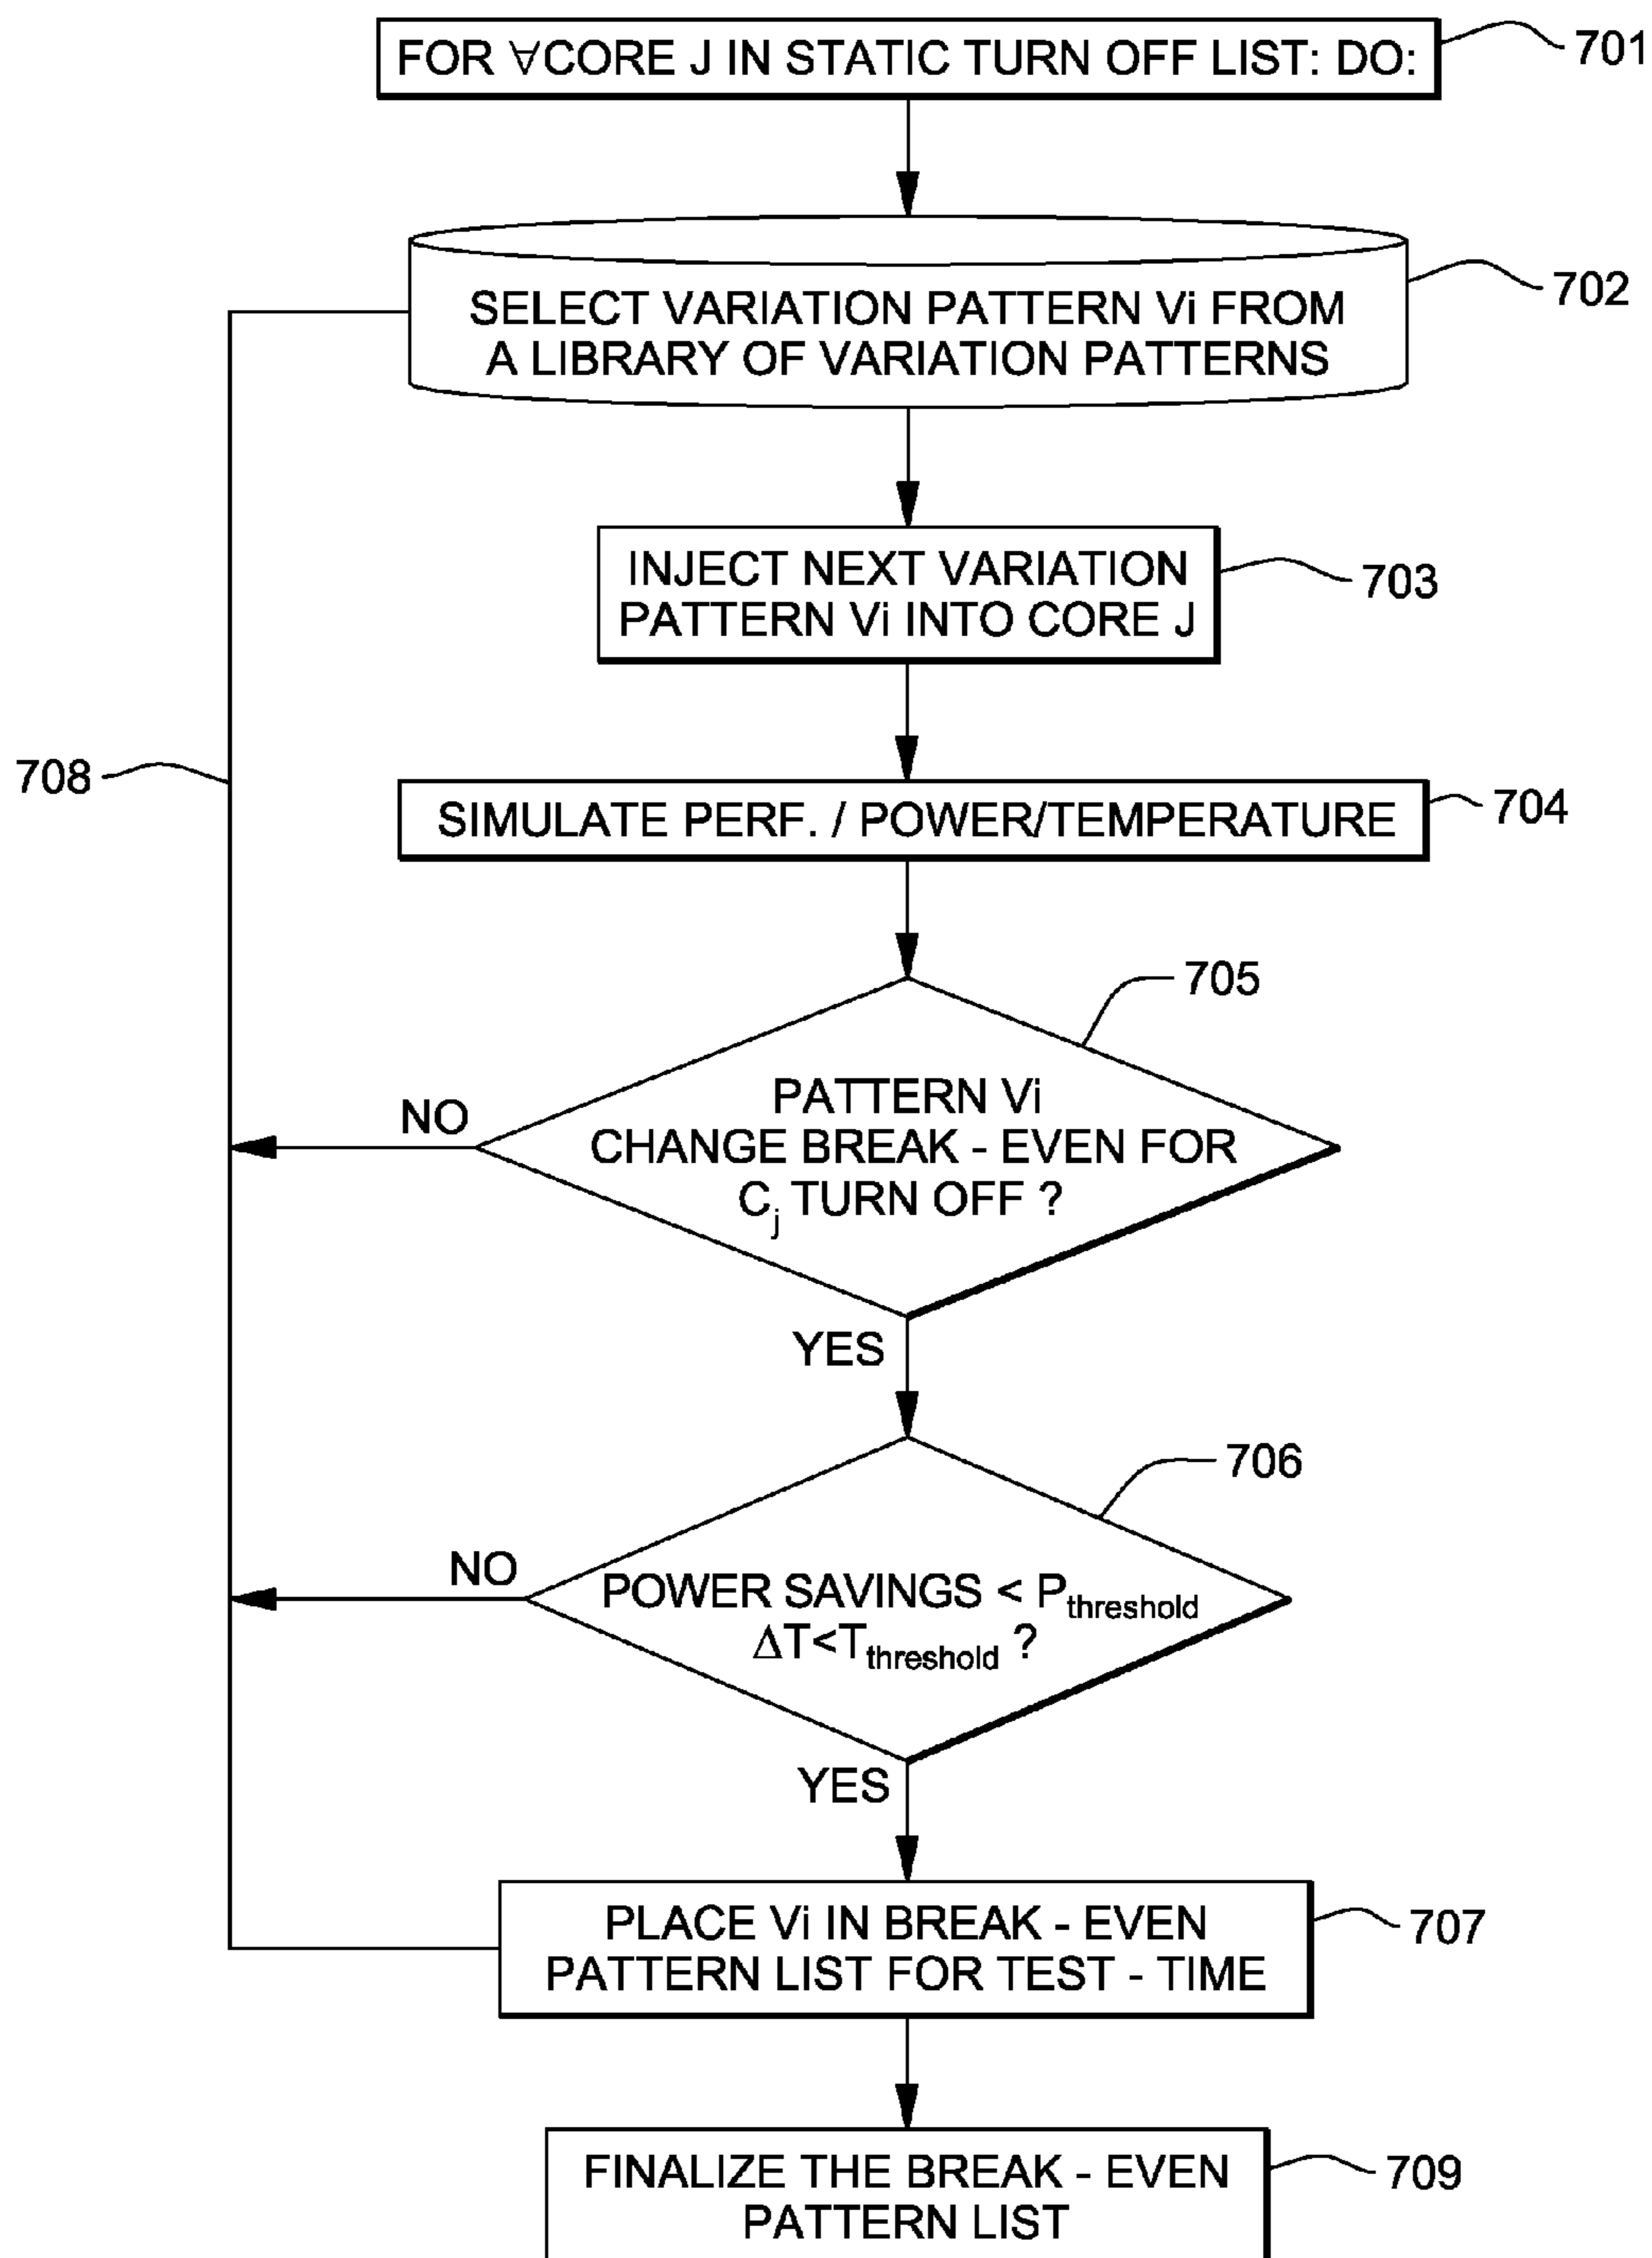 FOR ∀CORE J IN STATIC TURN OFF LIST: DO:
701
SELECT VARIATION PATTERN Vi FROM
A LIBRARY OF VARIATION PATTERNS
702
INJECT NEXT VARIATION
PATTERN Vi INTO CORE J
703
708
SIMULATE PERF. / POWER/TEMPERATURE
704
705
PATTERN Vi
CHANGE BREAK - EVEN FOR
Cj TURN OFF ?
NO
YES
706
POWER SAVINGS < Pthreshold
ΔT<Tthreshold ?
NO
YES
PLACE Vi IN BREAK - EVEN
PATTERN LIST FOR TEST - TIME
707
FINALIZE THE BREAK - EVEN
PATTERN LIST
709